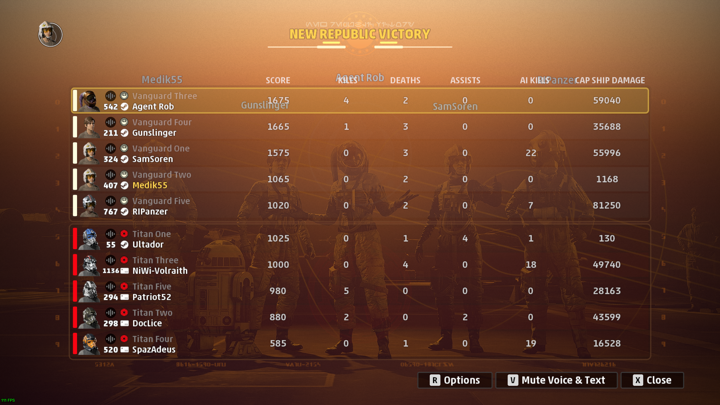 NEW REPUBLIC VICTORY
Medik55 Agent Rob RIPanzer
SCORE KILLS DEATHS ASSISTS AI KILLS CAP SHIP DAMAGE
Gunslinger SamSoren
Vanguard Three
542 Agent Rob 1675 4 2 0 0 59040
Vanguard Four
211 Gunslinger 1665 1 3 0 0 35688
Vanguard One
324 SamSoren 1575 0 3 0 22 55996
Vanguard Two
407 Medik55 1065 0 2 0 0 1168
Vanguard Five
767 RIPanzer 1020 0 2 0 7 81250
Titan One
55 Ultador 1025 0 1 4 1 130
Titan Three
1136 NiWi-Volraith 1000 0 4 0 18 49740
Titan Five
294 Patriot52 980 5 0 0 0 28163
Titan Two
298 DocLice 880 2 0 2 0 43599
Titan Four
520 SpazAdeus 585 0 1 0 19 16528
R Options V Mute Voice & Text X Close